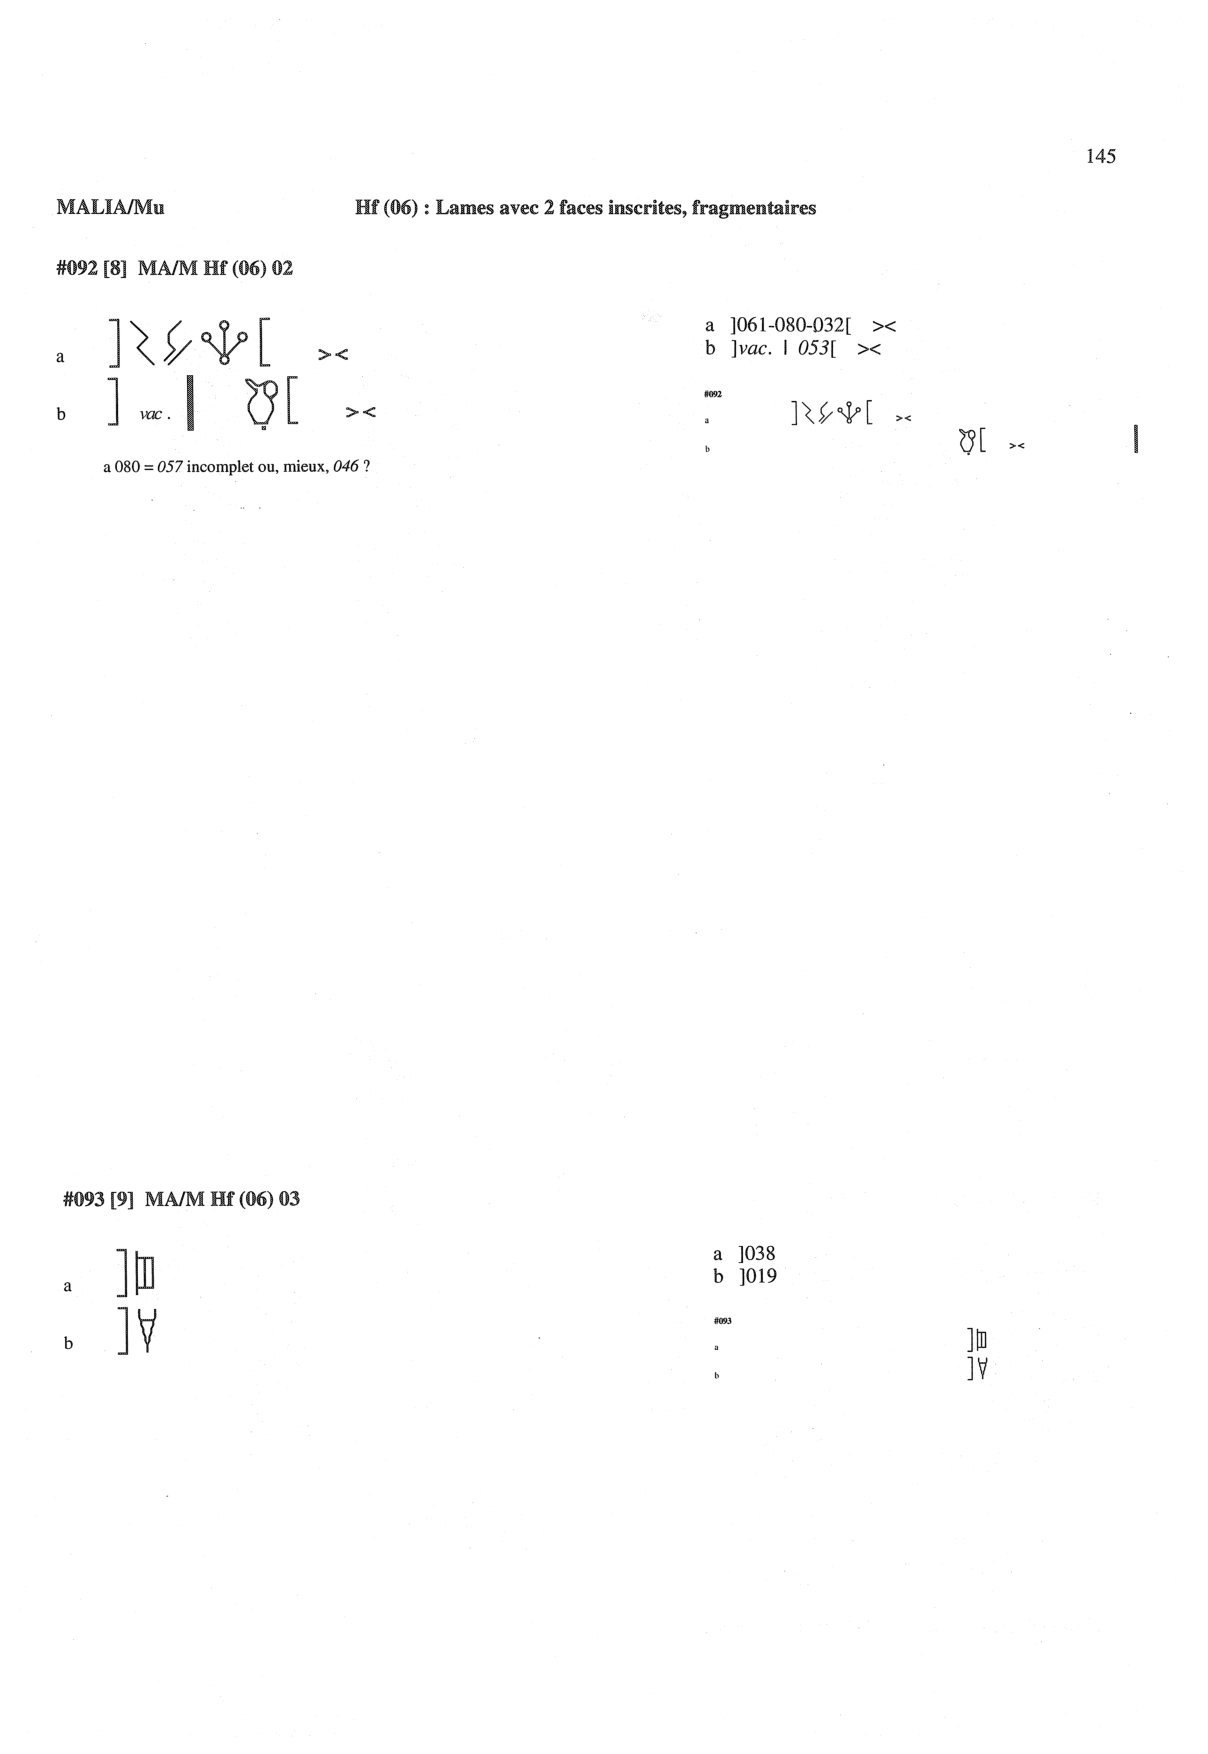 145
MALIA/Mu Hf (06) : Lames avec 2 faces inscrites, fragmentaires
#092 [8] MA/M Hf (06) 02
a ] [ ><
b ] vac . | [ ><
a 080 = 057 incomplet ou, mieux, 046 ?
a ]061-080-032[ ><
b ]vac. | 053[ ><
#092
a ] [ ><
b [ >< |
#093 [9] MA/M Hf (06) 03
a ]
b ]
a ]038
b ]019
#093
a ]
b ]